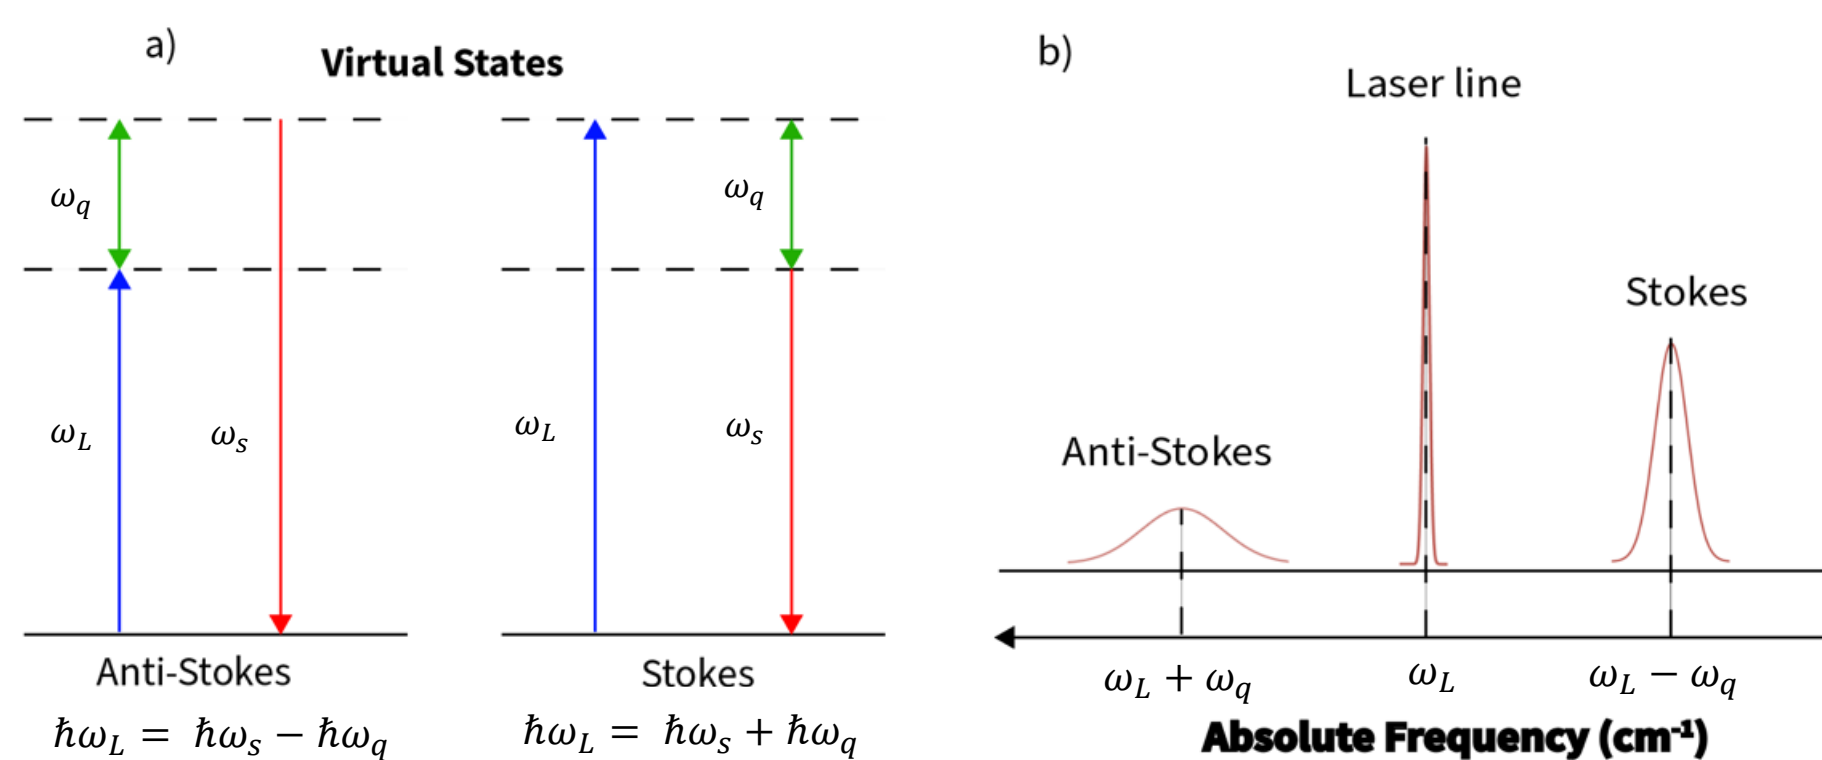 a)
Virtual States
ω_q
ω_L
ω_s
Anti-Stokes
ħω_L = ħω_s − ħω_q
ω_q
ω_L
ω_s
Stokes
ħω_L = ħω_s + ħω_q
b)
Laser line
Stokes
Anti-Stokes
ω_L + ω_q
ω_L
ω_L − ω_q
Absolute Frequency (cm⁻¹)